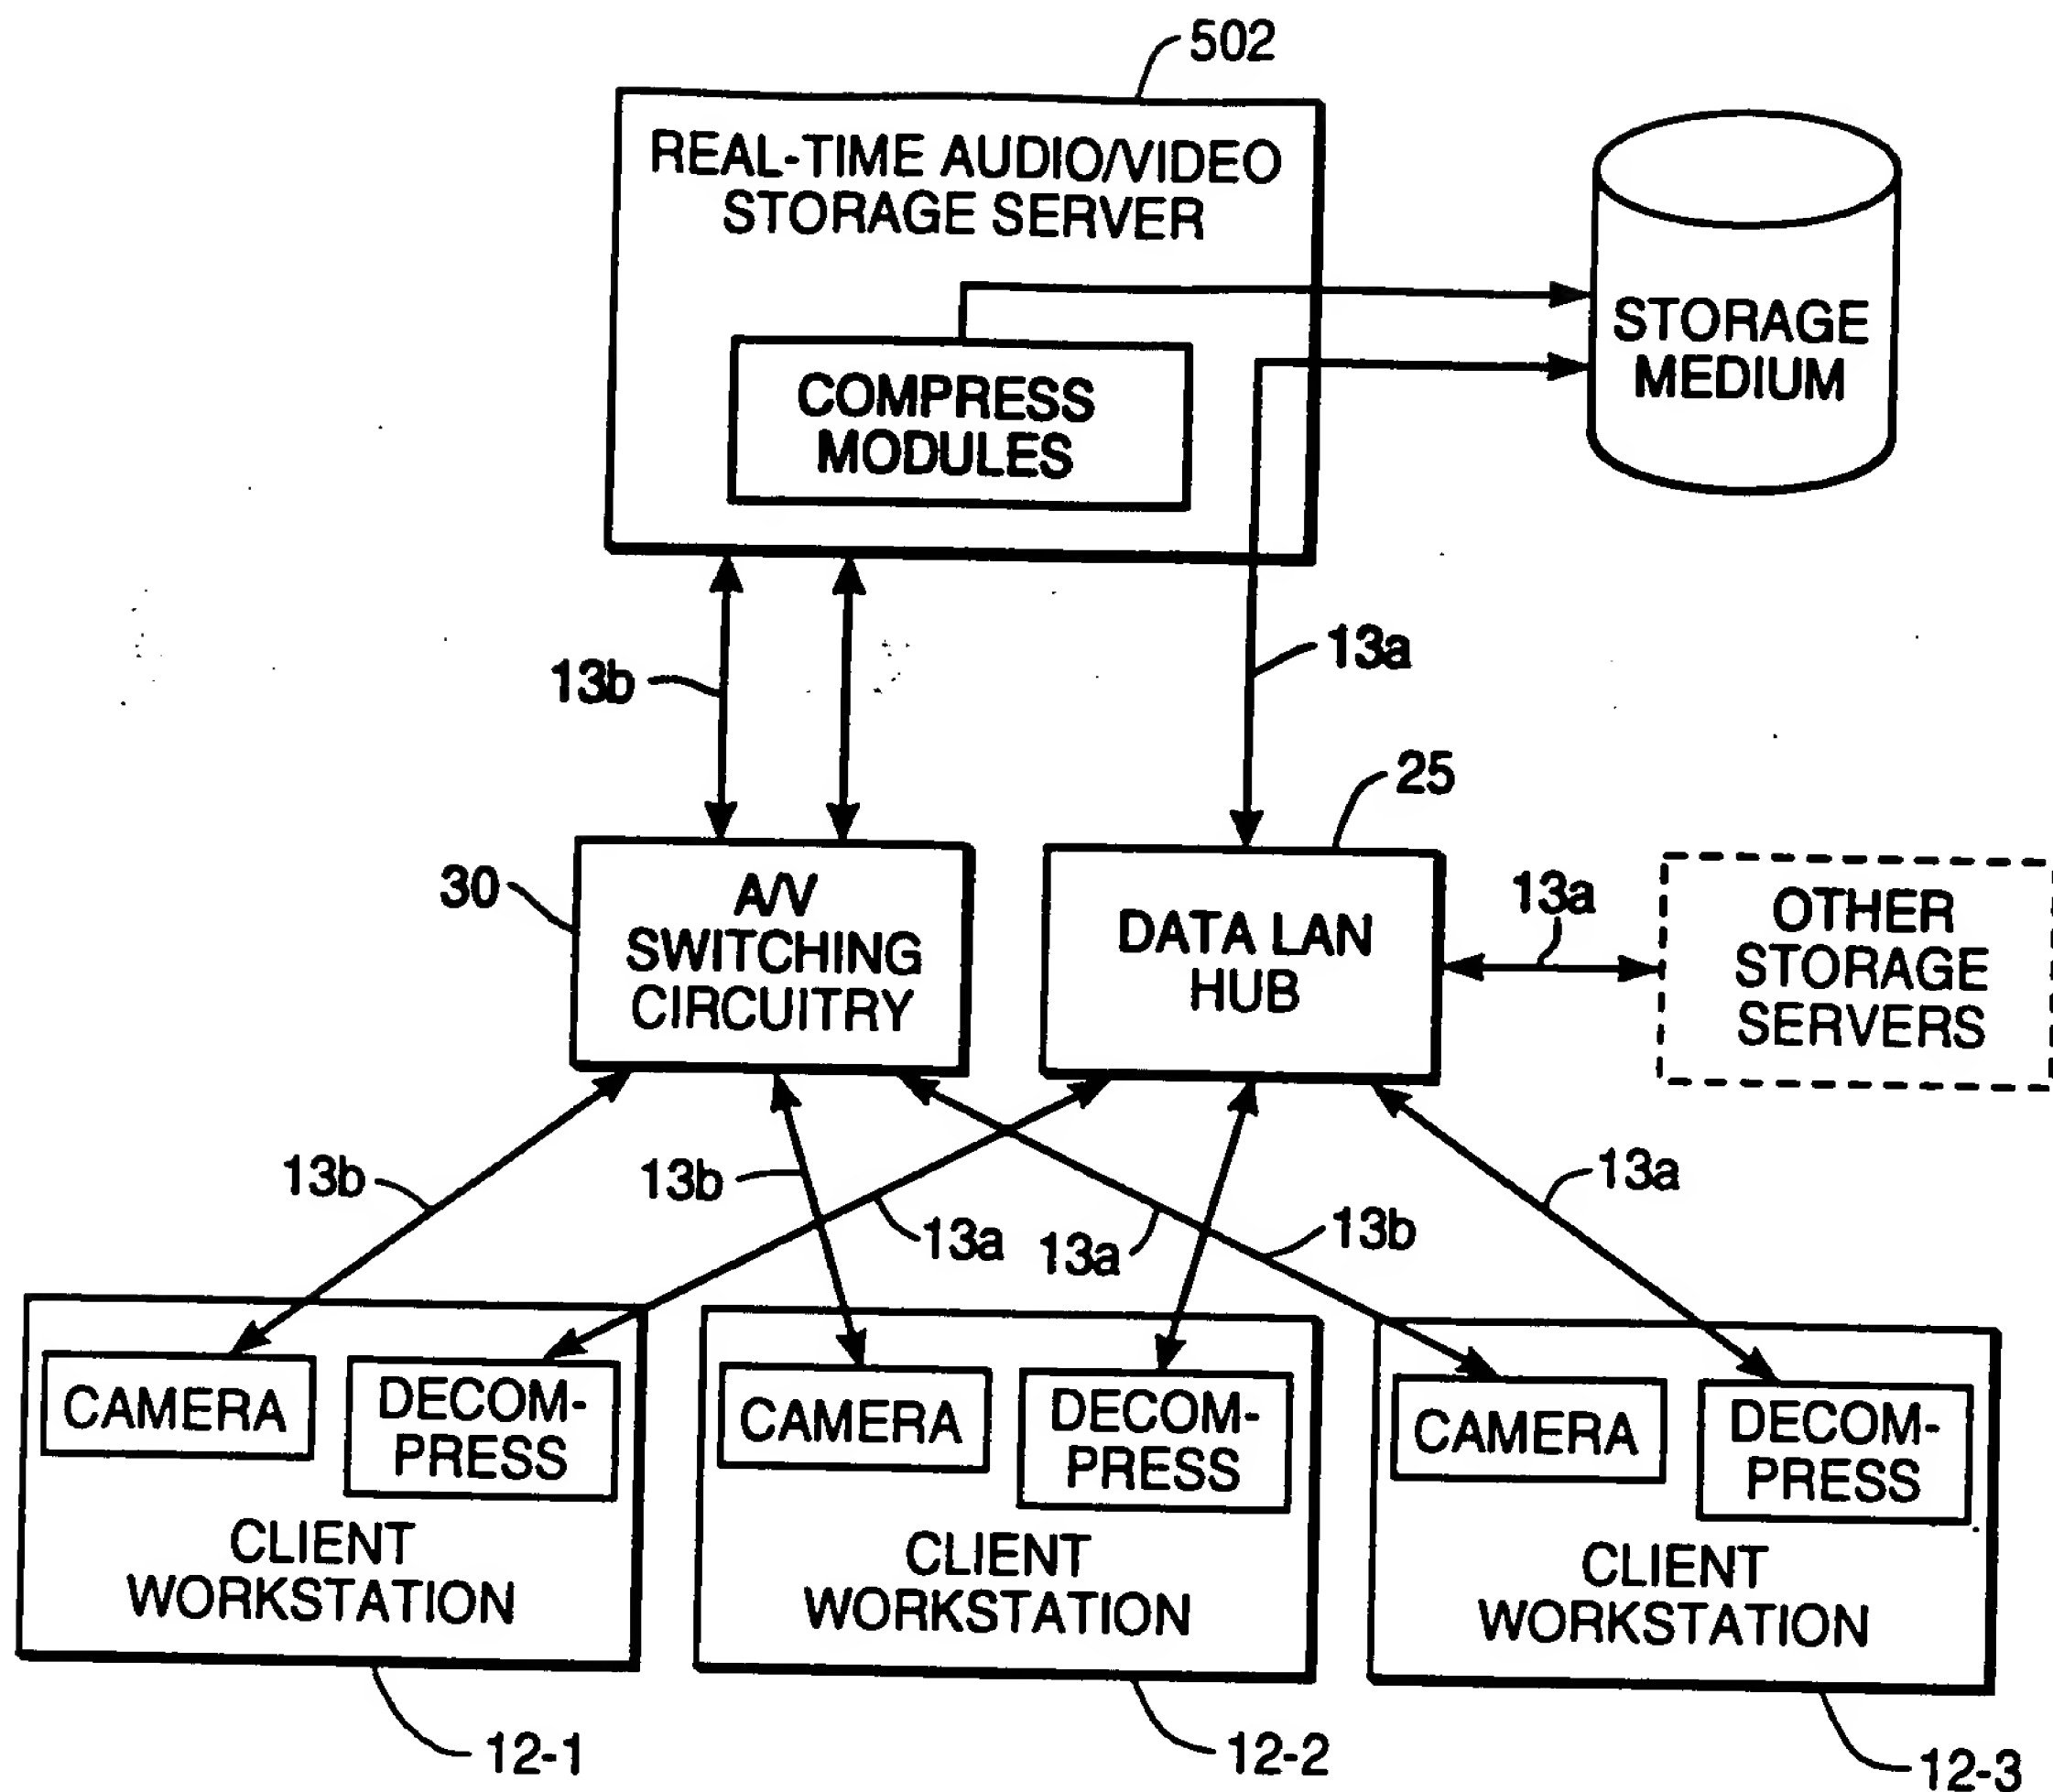 502
REAL-TIME AUDIO/VIDEO
STORAGE SERVER
STORAGE
MEDIUM
COMPRESS
MODULES
13b
13a
25
30
A/V
SWITCHING
CIRCUITRY
DATA LAN
HUB
13a
OTHER
STORAGE
SERVERS
13b
13b
13a
13a
13b
13a
CAMERA
DECOM-
PRESS
CLIENT
WORKSTATION
CAMERA
DECOM-
PRESS
CLIENT
WORKSTATION
CAMERA
DECOM-
PRESS
CLIENT
WORKSTATION
12-1
12-2
12-3